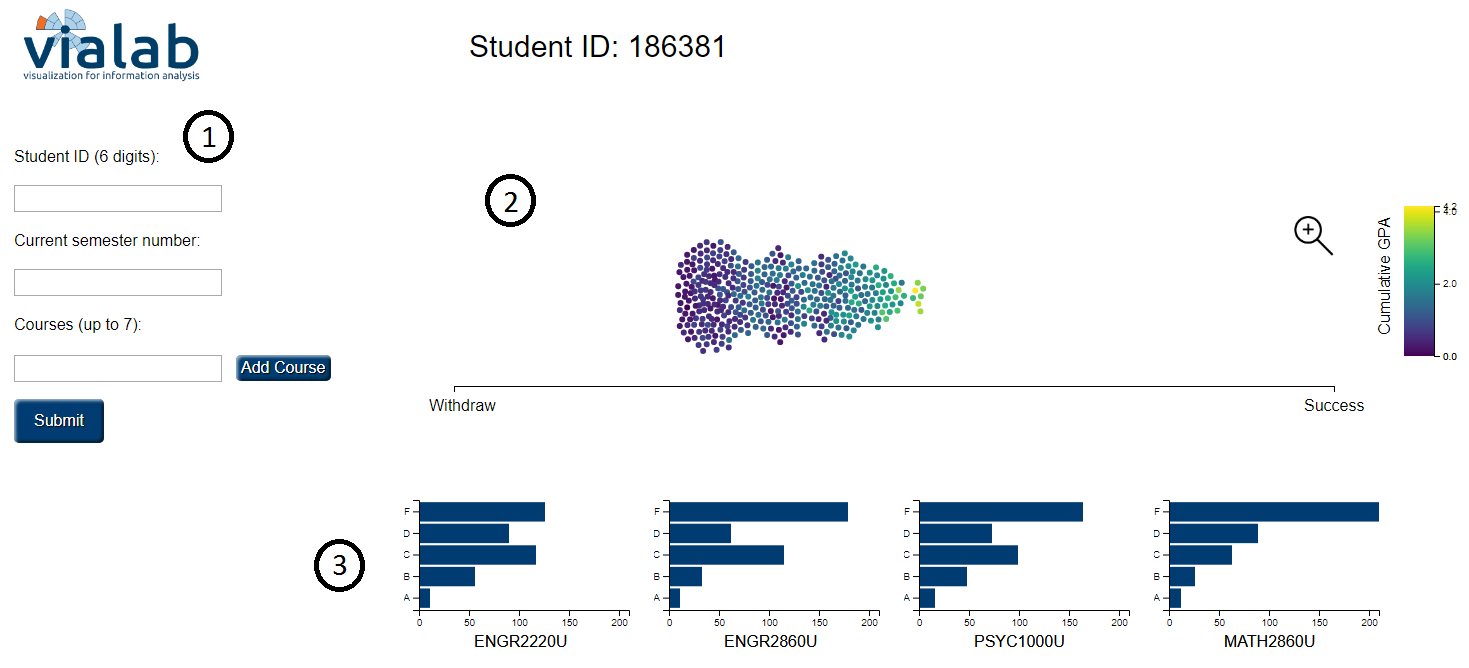 vialab
visualization for information analysis
Student ID: 186381
1
Student ID (6 digits):
Current semester number:
Courses (up to 7):
Add Course
Submit
2
Cumulative GPA
4.2
4.0
2.0
0.0
Withdraw
Success
3
F
D
C
B
A
0 50 100 150 200
ENGR2220U
F
D
C
B
A
0 50 100 150 200
ENGR2860U
F
D
C
B
A
0 50 100 150 200
PSYC1000U
F
D
C
B
A
0 50 100 150 200
MATH2860U